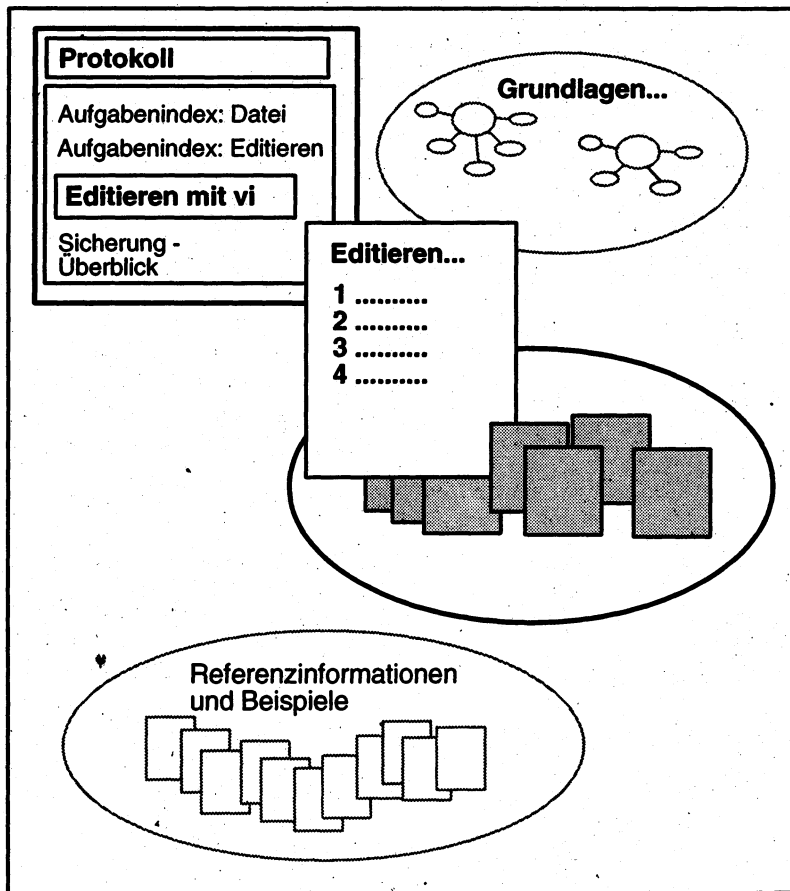 Protokoll
Aufgabenindex: Datei
Aufgabenindex: Editieren
Editieren mit vi
Sicherung -
Überblick
Grundlagen...
Editieren...
1 ..........
2 ..........
3 ..........
4 ..........
Referenzinformationen
und Beispiele